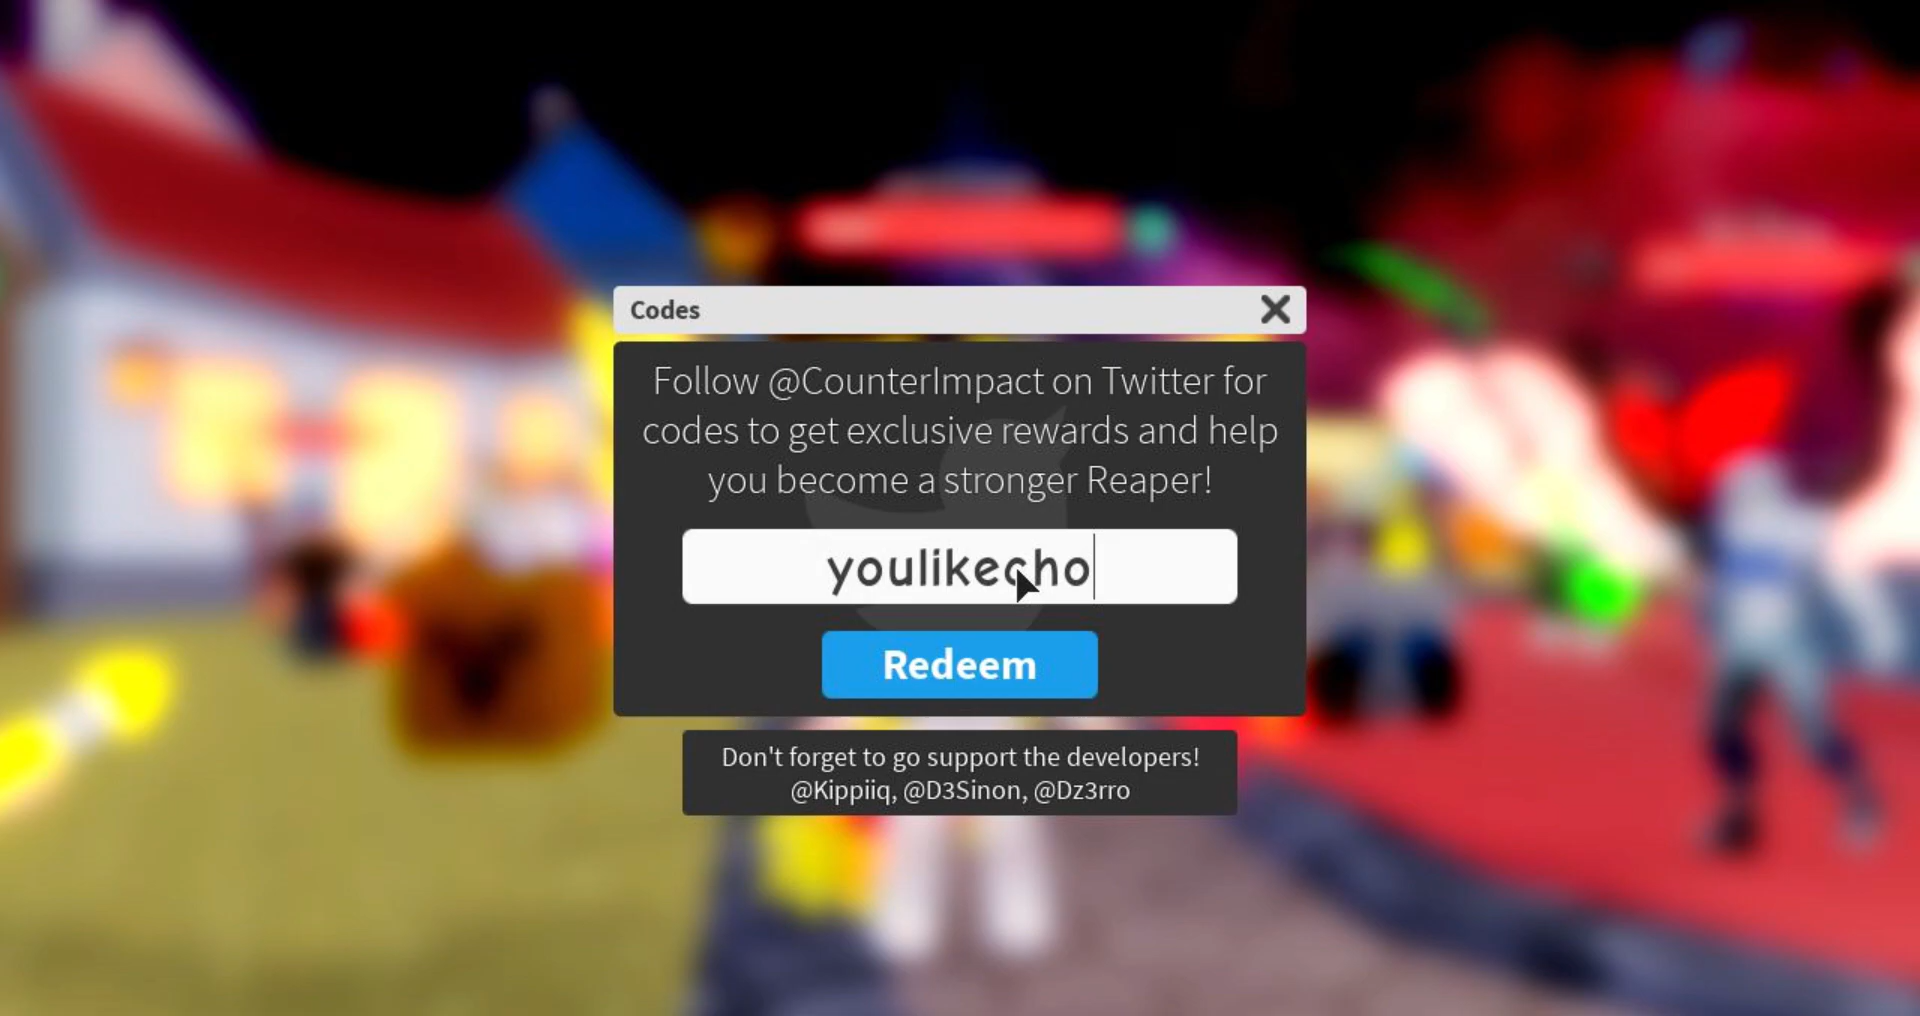 Codes
Follow @CounterImpact on Twitter for
codes to get exclusive rewards and help
you become a stronger Reaper!
youlikecho
Redeem
Don't forget to go support the developers!
@Kippiiq, @D3Sinon, @Dz3rro